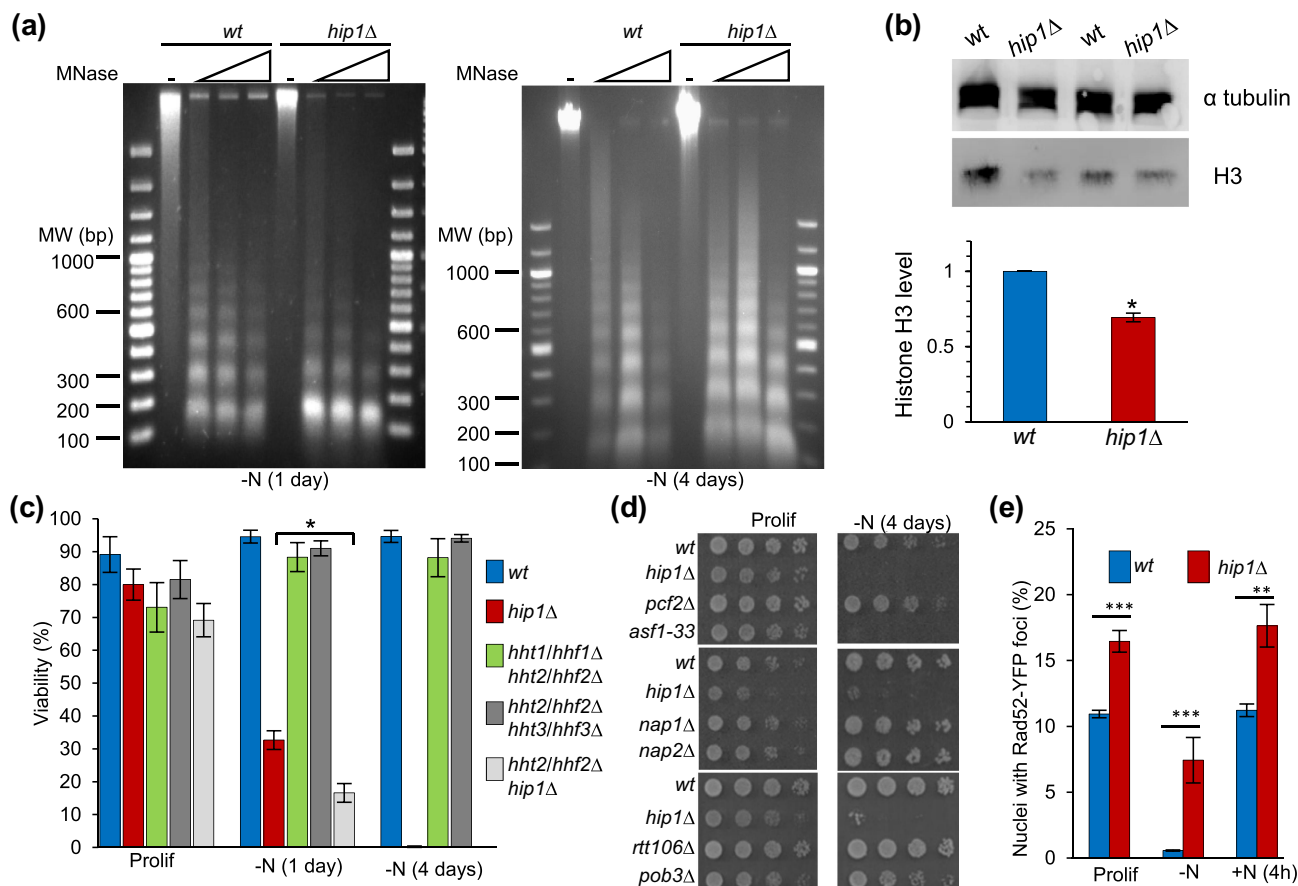 (a)
wt hip1Δ
MNase - -
MW (bp)
1000
600
300
200
100
-N (1 day)
wt hip1Δ
MNase - -
MW (bp)
1000
600
300
200
100
-N (4 days)
(b)
wt hip1Δ wt hip1Δ
α tubulin
H3
Histone H3 level
1
0.5
0
*
wt hip1Δ
(c)
Viability (%)
100
90
80
70
60
50
40
30
20
10
0
*
Prolif -N (1 day) -N (4 days)
wt
hip1Δ
hht1/hhf1Δ
hht2/hhf2Δ
hht2/hhf2Δ
hht3/hhf3Δ
hht2/hhf2Δ
hip1Δ
(d)
Prolif -N (4 days)
wt
hip1Δ
pcf2Δ
asf1-33
wt
hip1Δ
nap1Δ
nap2Δ
wt
hip1Δ
rtt106Δ
pob3Δ
(e)
Nuclei with Rad52-YFP foci (%)
25
20
15
10
5
0
wt hip1Δ
*** *** **
Prolif -N +N (4h)